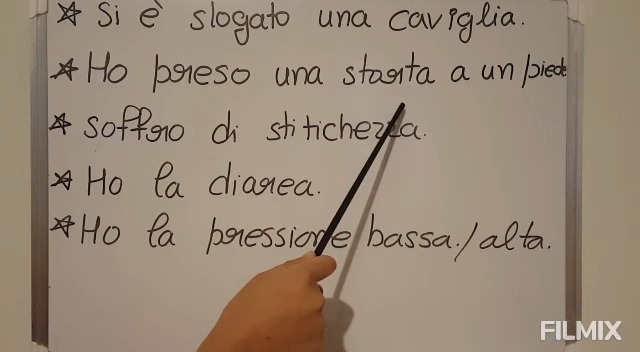 * Si è slogato una caviglia.
* Ho preso una storta a un piede
* Soffro di stitichezza.
* Ho la diarea.
* Ho la pressione bassa./alta.
FILMIX